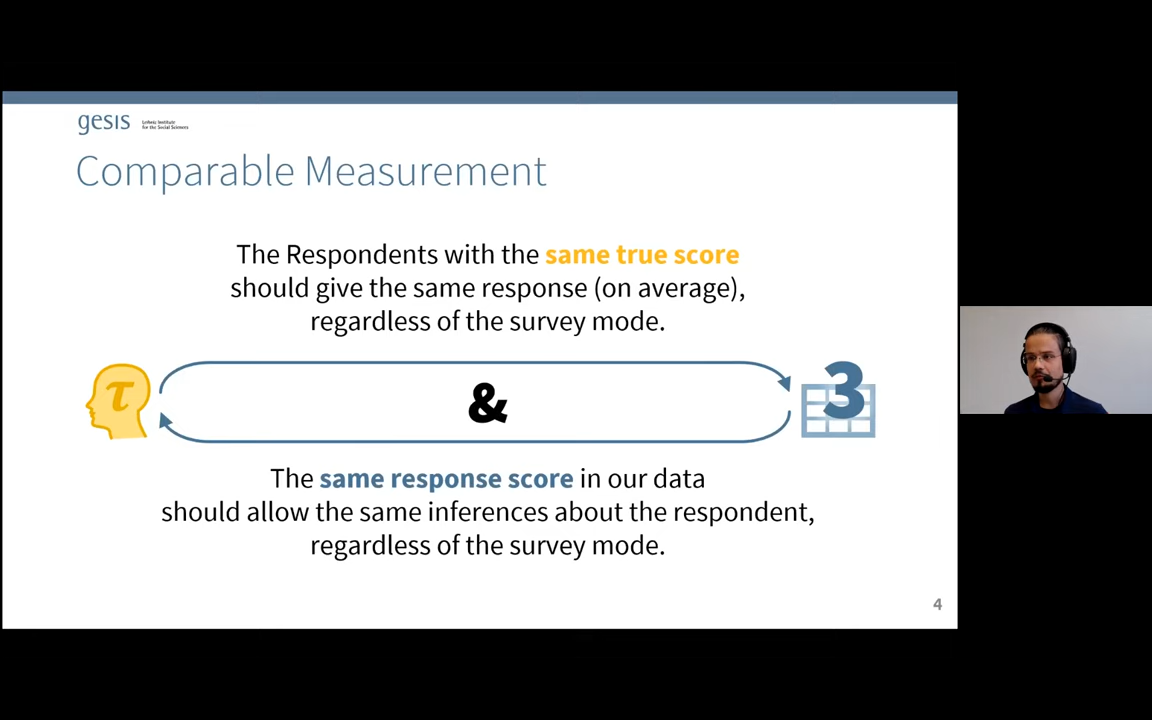 gesis
Leibniz Institute
for the Social Sciences
Comparable Measurement
The Respondents with the same true score
should give the same response (on average),
regardless of the survey mode.
τ
&
3
The same response score in our data
should allow the same inferences about the respondent,
regardless of the survey mode.
4